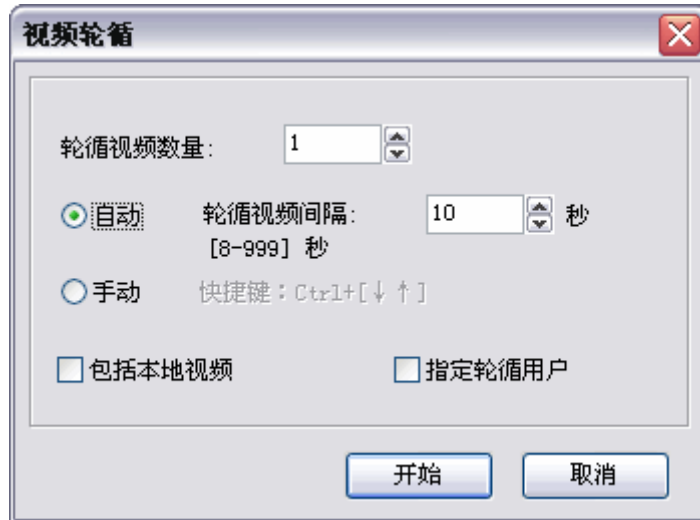 视频轮循
轮循视频数量: 1
自动 轮循视频间隔: 10 秒
[8-999] 秒
手动 快捷键：Ctrl+[↓ ↑]
包括本地视频 指定轮循用户
开始 取消